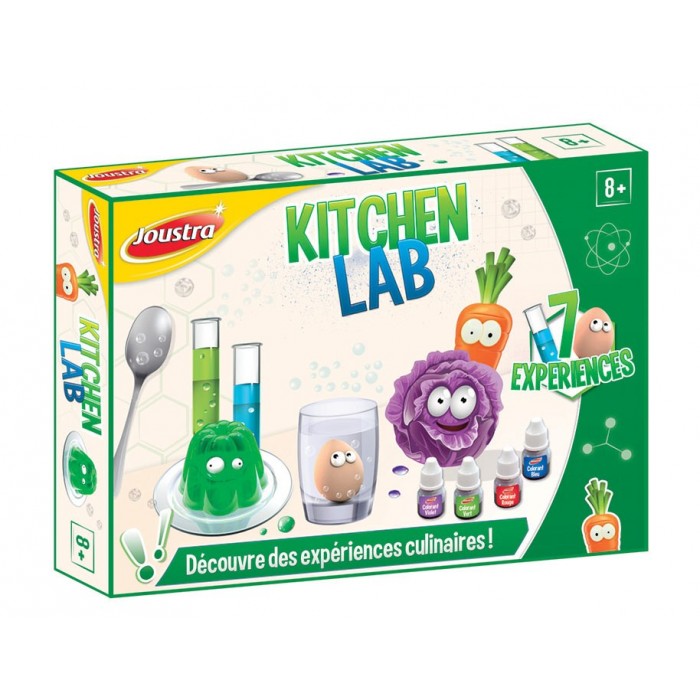 KITCHEN
LAB
8+
Joustra
8+
KITCHEN
LAB
7
EXPERIENCES
Joustra
KITCHEN
LAB
8+
Colorant
Violet
Colorant
Vert
Colorant
Rouge
Colorant
Bleu
Découvre des expériences culinaires !